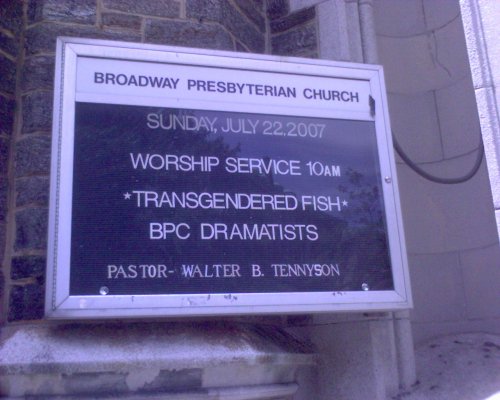 BROADWAY PRESBYTERIAN CHURCH
SUNDAY, JULY 22, 2007
WORSHIP SERVICE 10AM
*TRANSGENDERED FISH*
BPC DRAMATISTS
PASTOR- WALTER B. TENNYSON